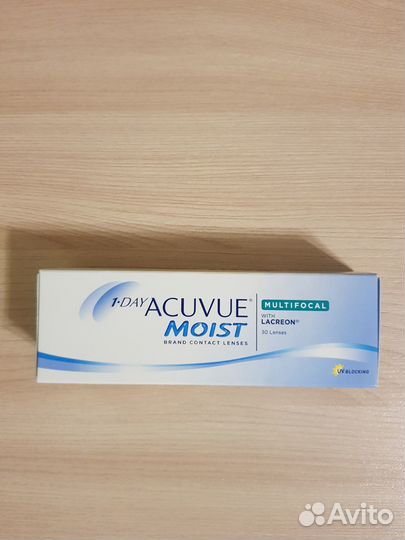 1·DAY ACUVUE®
MOIST
BRAND CONTACT LENSES
MULTIFOCAL
WITH
LACREON®
30 Lenses
UV BLOCKING
Avito